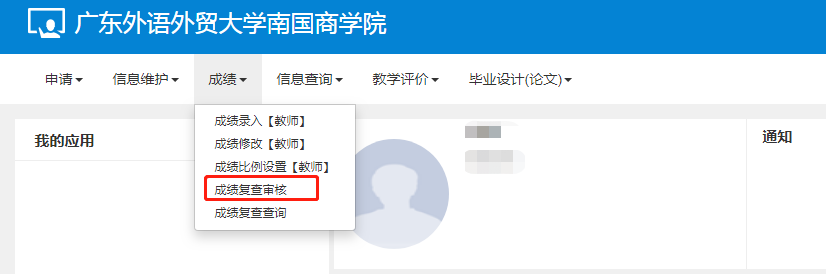 广东外语外贸大学南国商学院
申请 信息维护 成绩 信息查询 教学评价 毕业设计(论文)
我的应用
成绩录入【教师】
成绩修改【教师】
成绩比例设置【教师】
成绩复查审核
成绩复查查询
通知